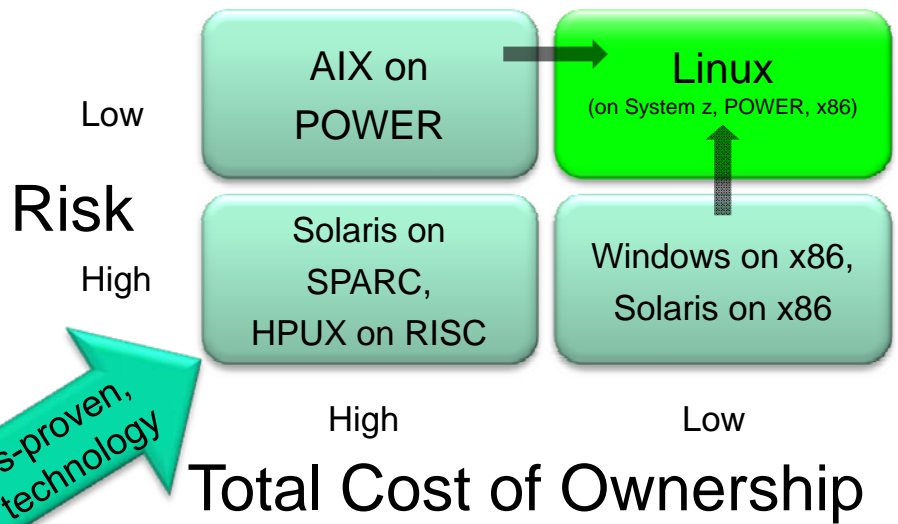 AIX on
POWER
Linux
(on System z, POWER, x86)
Low
Risk
High
Solaris on
SPARC,
HPUX on RISC
Windows on x86,
Solaris on x86
s-proven,
technology
High
Low
Total Cost of Ownership